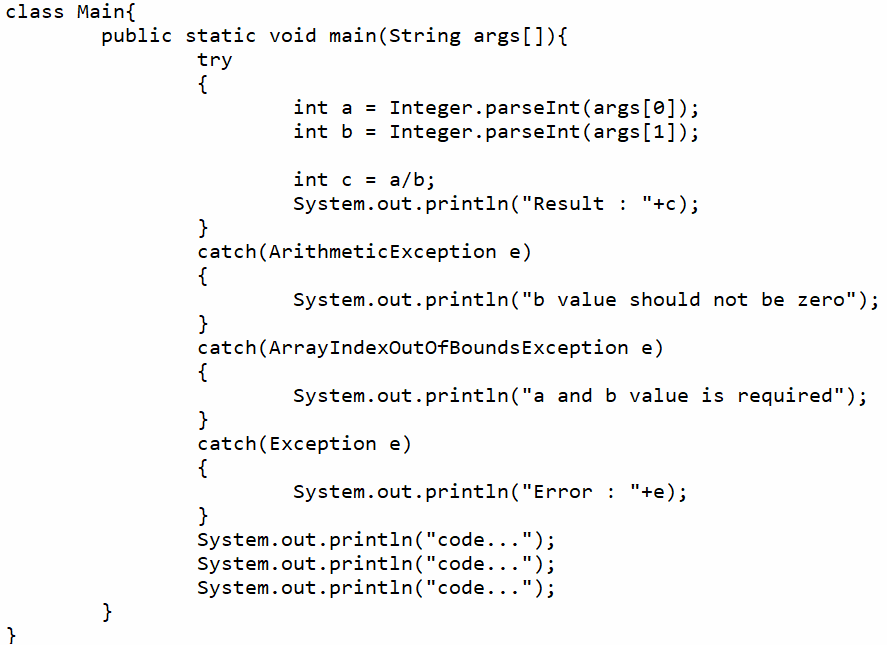 class Main{
        public static void main(String args[]){
                try
                {
                        int a = Integer.parseInt(args[0]);
                        int b = Integer.parseInt(args[1]);

                        int c = a/b;
                        System.out.println("Result : "+c);
                }
                catch(ArithmeticException e)
                {
                        System.out.println("b value should not be zero");
                }
                catch(ArrayIndexOutOfBoundsException e)
                {
                        System.out.println("a and b value is required");
                }
                catch(Exception e)
                {
                        System.out.println("Error : "+e);
                }
                System.out.println("code...");
                System.out.println("code...");
                System.out.println("code...");
        }
}